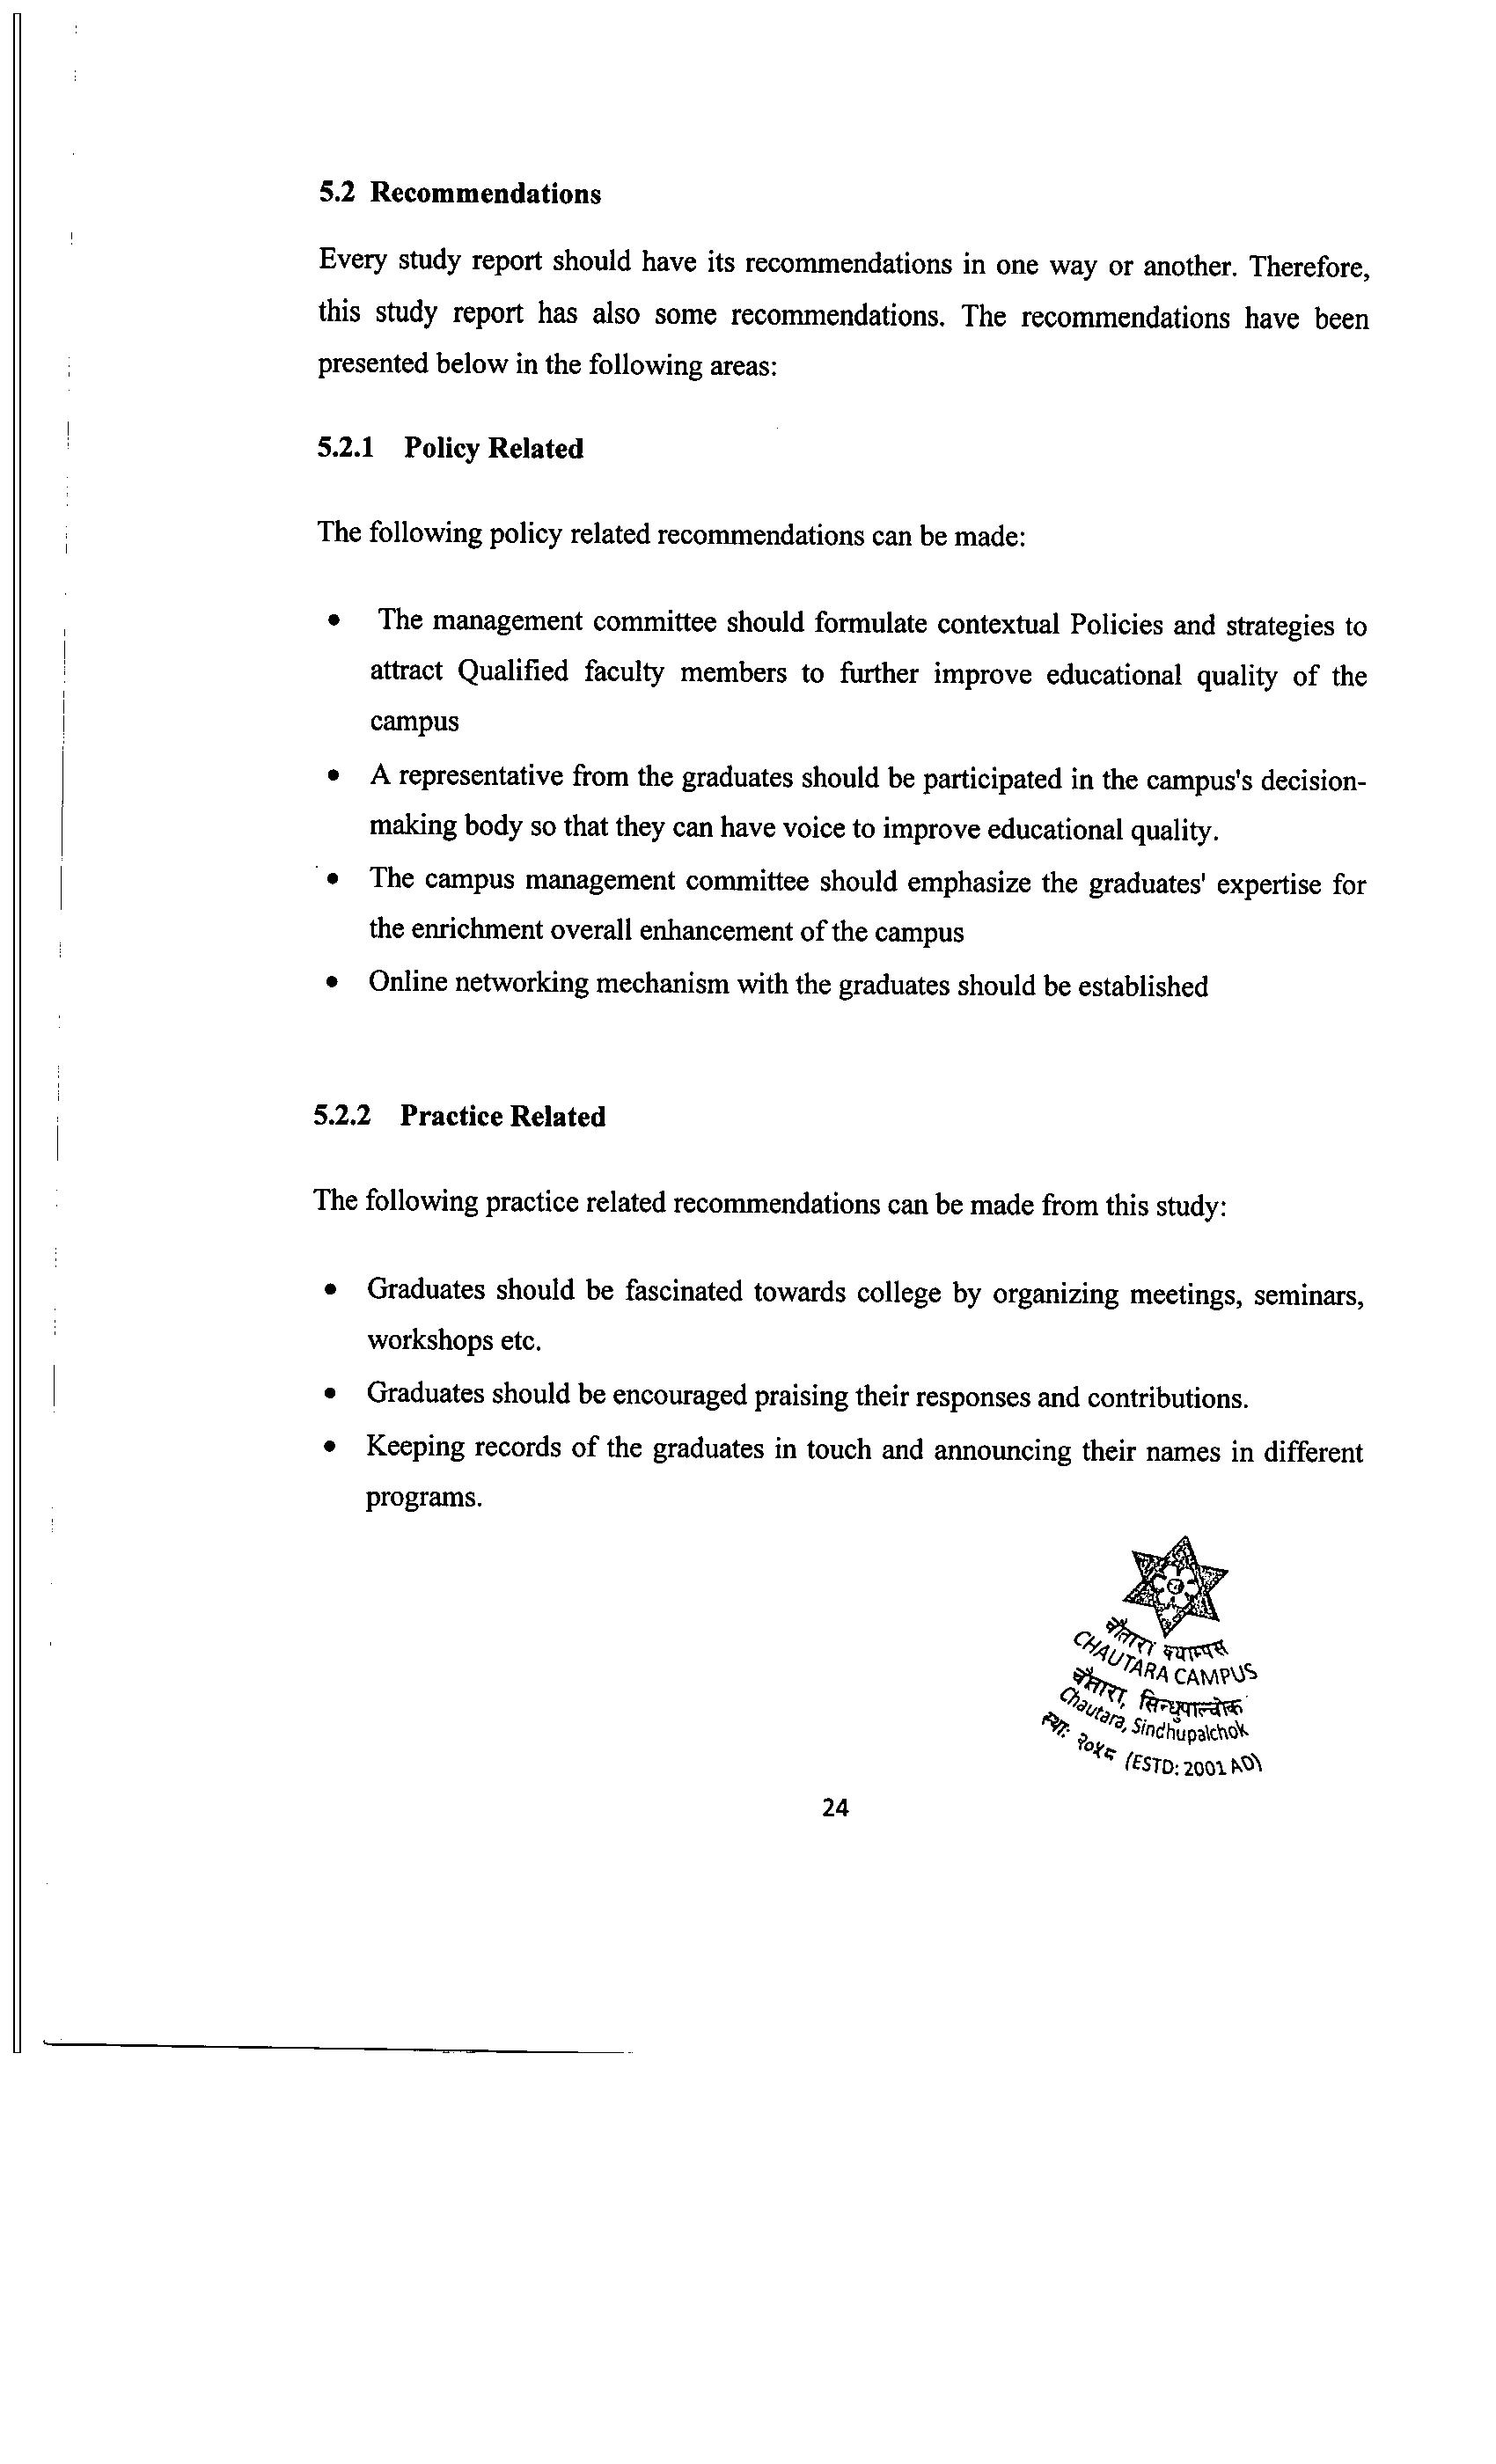 5.2 Recommendations
Every study report should have its recommendations in one way or another. Therefore,
this study report has also some recommendations. The recommendations have been
presented below in the following areas:
5.2.1 Policy Related
The following policy related recommendations can be made:
• The management committee should formulate contextual Policies and strategies to
attract Qualified faculty members to further improve educational quality of the
campus
• A representative from the graduates should be participated in the campus's decision-
making body so that they can have voice to improve educational quality.
• The campus management committee should emphasize the graduates' expertise for
the enrichment overall enhancement of the campus
• Online networking mechanism with the graduates should be established
5.2.2 Practice Related
The following practice related recommendations can be made from this study:
• Graduates should be fascinated towards college by organizing meetings, seminars,
workshops etc.
• Graduates should be encouraged praising their responses and contributions.
• Keeping records of the graduates in touch and announcing their names in different
programs.
चौतारा क्याम्पस
CHAUTARA CAMPUS
चौतारा, सिन्धुपाल्चोक
Chautara, Sindhupalchok
स्था: २०५८ (ESTD: 2001 AD)
24